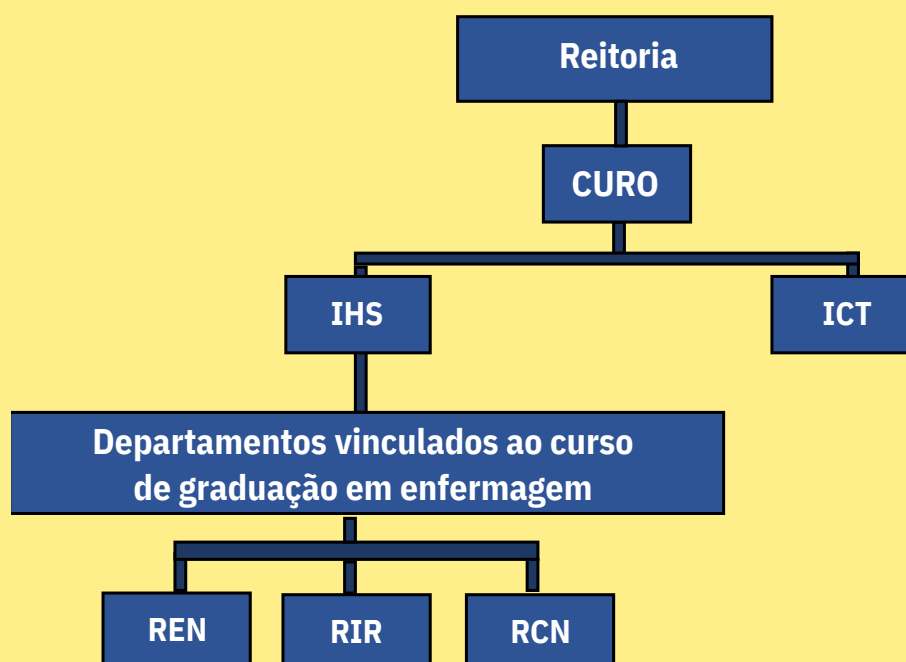 Reitoria
CURO
IHS
ICT
Departamentos vinculados ao curso
de graduação em enfermagem
REN
RIR
RCN